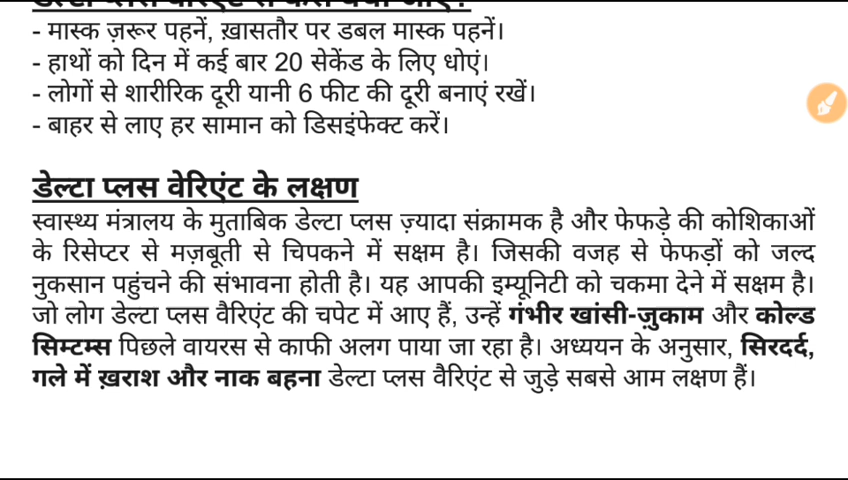 - मास्क ज़रूर पहनें, ख़ासतौर पर डबल मास्क पहनें।
- हाथों को दिन में कई बार 20 सेकेंड के लिए धोएं।
- लोगों से शारीरिक दूरी यानी 6 फीट की दूरी बनाएं रखें।
- बाहर से लाए हर सामान को डिसइंफेक्ट करें।
डेल्टा प्लस वेरिएंट के लक्षण
स्वास्थ्य मंत्रालय के मुताबिक डेल्टा प्लस ज़्यादा संक्रामक है और फेफड़े की कोशिकाओं
के रिसेप्टर से मज़बूती से चिपकने में सक्षम है। जिसकी वजह से फेफड़ों को जल्द
नुकसान पहुंचने की संभावना होती है। यह आपकी इम्यूनिटी को चकमा देने में सक्षम है।
जो लोग डेल्टा प्लस वैरिएंट की चपेट में आए हैं, उन्हें गंभीर खांसी-ज़ुकाम और कोल्ड
सिम्टम्स पिछले वायरस से काफी अलग पाया जा रहा है। अध्ययन के अनुसार, सिरदर्द,
गले में ख़राश और नाक बहना डेल्टा प्लस वैरिएंट से जुड़े सबसे आम लक्षण हैं।